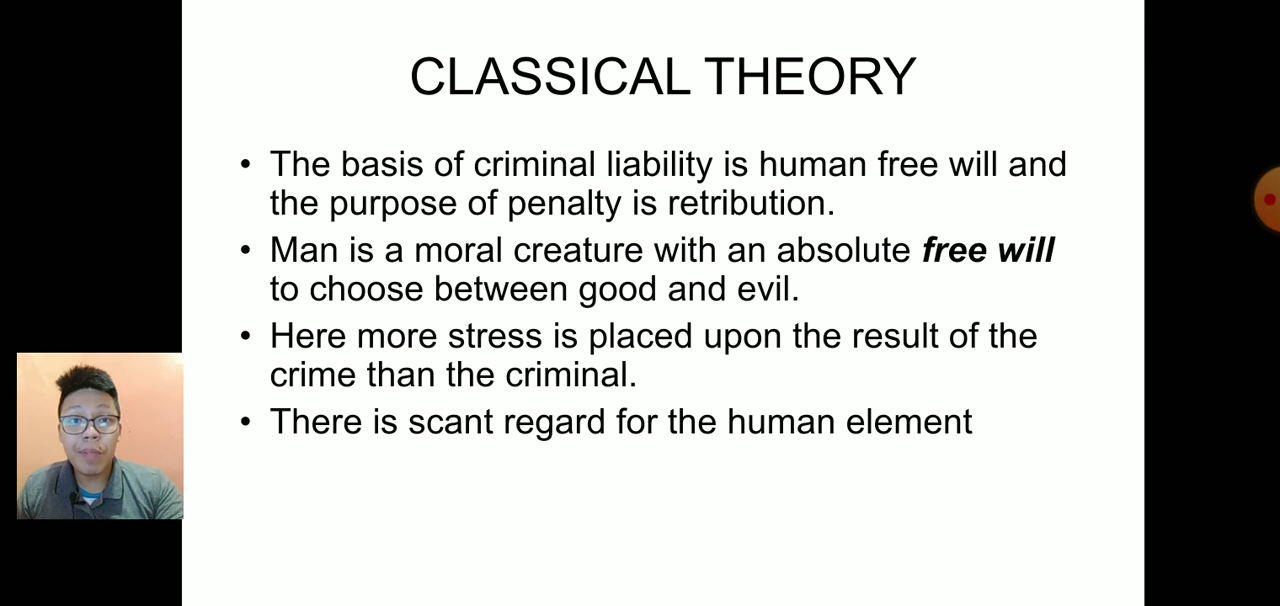 CLASSICAL THEORY
• The basis of criminal liability is human free will and
the purpose of penalty is retribution.
• Man is a moral creature with an absolute free will
to choose between good and evil.
• Here more stress is placed upon the result of the
crime than the criminal.
• There is scant regard for the human element